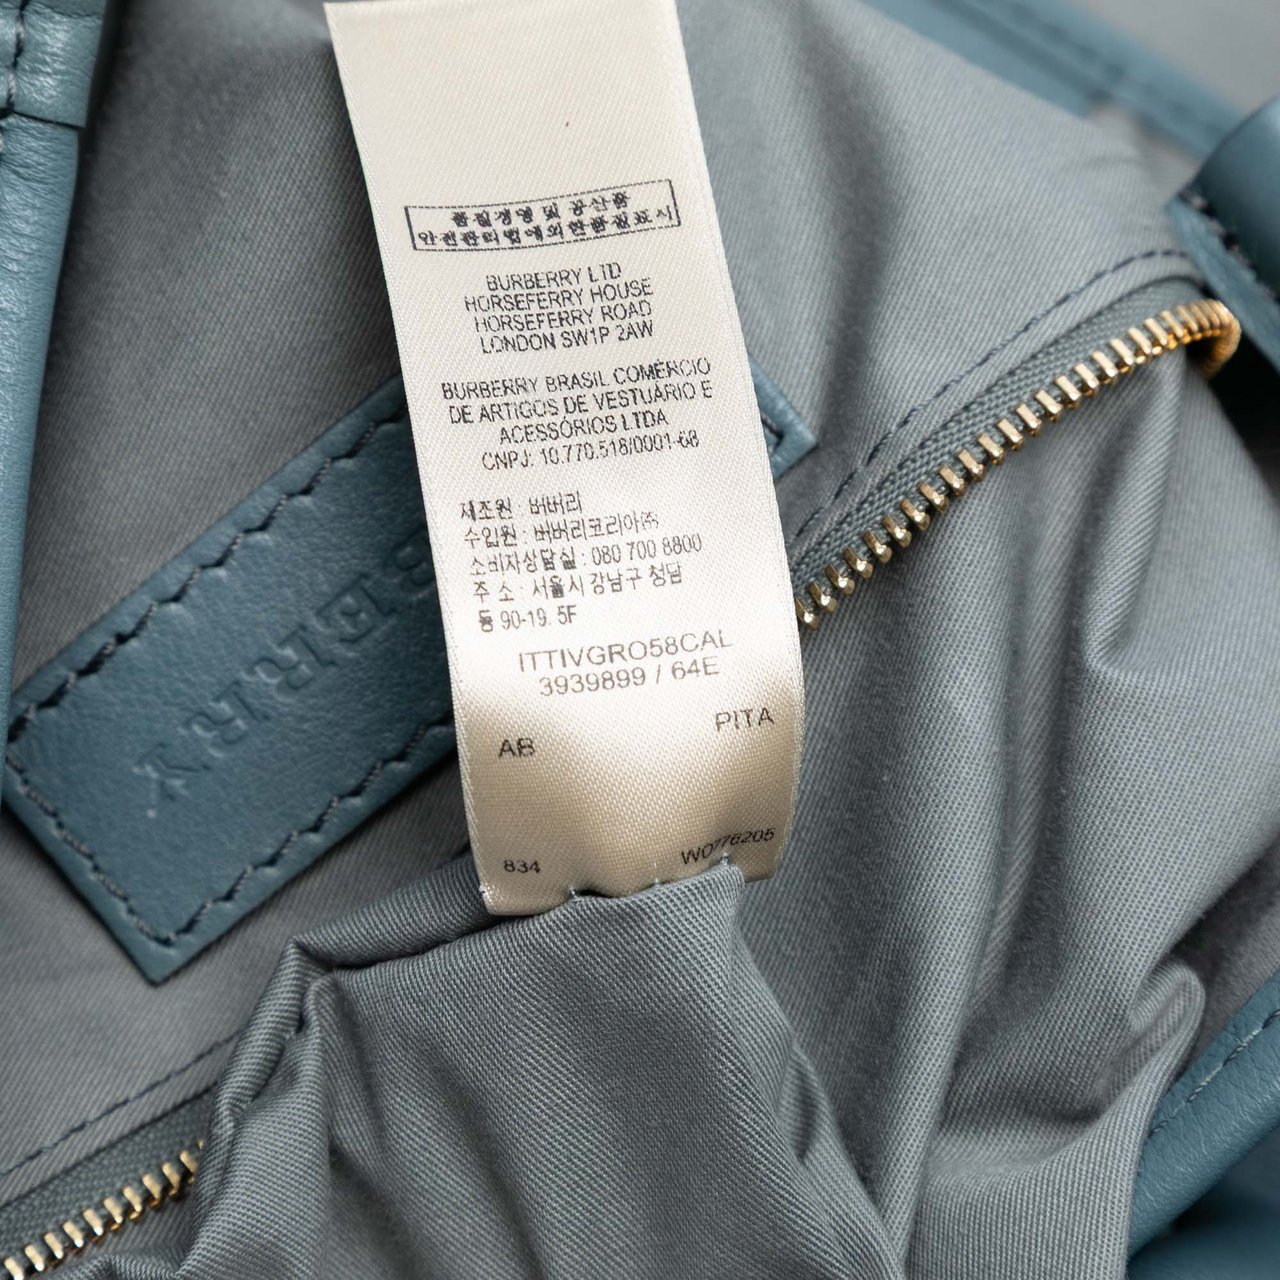 품질경영 및 공산품
안전관리법에의한품질표시
BURBERRY LTD
HORSEFERRY HOUSE
HORSEFERRY ROAD
LONDON SW1P 2AW
BURBERRY BRASIL COMÉRCIO
DE ARTIGOS DE VESTUÁRIO E
ACESSÓRIOS LTDA
CNPJ: 10.770.518/0001-68
제조원 : 버버리
수입원 : 버버리코리아㈜
소비자상담실 : 080 700 8800
주 소 : 서울시 강남구 청담
동 90-19. 5F
ITTIVGRO58CAL
3939899 / 64E
AB PITA
834 WO776205
BERRY